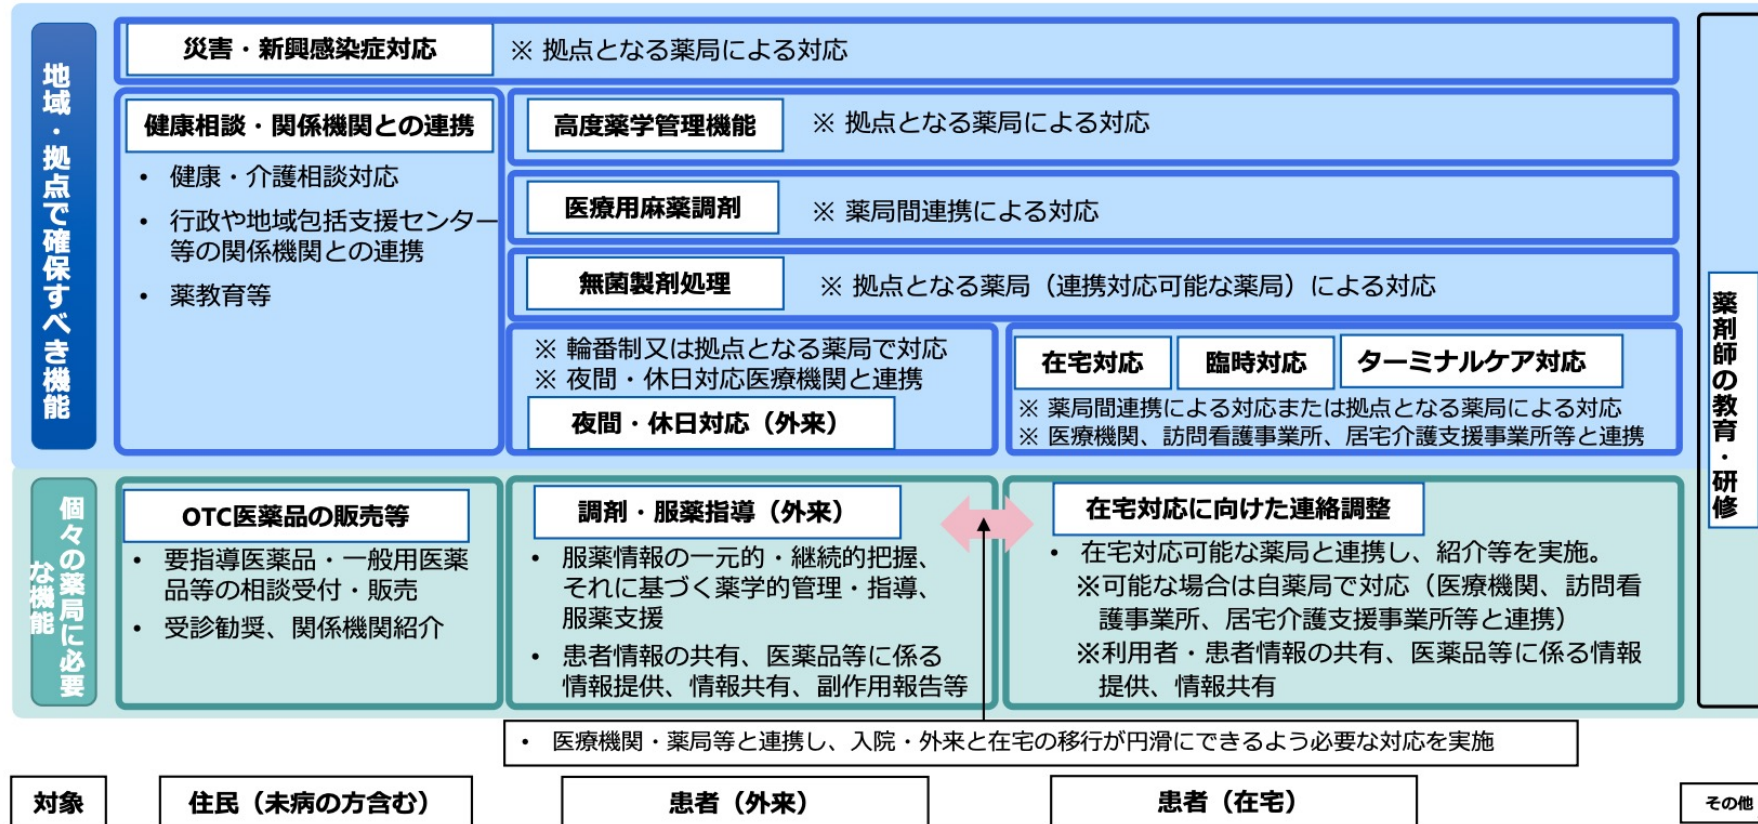 地域・拠点で確保すべき機能
災害・新興感染症対応
※ 拠点となる薬局による対応
健康相談・関係機関との連携
• 健康・介護相談対応
• 行政や地域包括支援センター
等の関係機関との連携
• 薬教育等
高度薬学管理機能
※ 拠点となる薬局による対応
医療用麻薬調剤
※ 薬局間連携による対応
無菌製剤処理
※ 拠点となる薬局（連携対応可能な薬局）による対応
※ 輪番制又は拠点となる薬局で対応
※ 夜間・休日対応医療機関と連携
夜間・休日対応（外来）
在宅対応
臨時対応
ターミナルケア対応
※ 薬局間連携による対応または拠点となる薬局による対応
※ 医療機関、訪問看護事業所、居宅介護支援事業所等と連携
個々の薬局に必要
な機能
OTC医薬品の販売等
• 要指導医薬品・一般用医薬
品等の相談受付・販売
• 受診勧奨、関係機関紹介
調剤・服薬指導（外来）
• 服薬情報の一元的・継続的把握、
それに基づく薬学的管理・指導、
服薬支援
• 患者情報の共有、医薬品等に係る
情報提供、情報共有、副作用報告等
在宅対応に向けた連絡調整
• 在宅対応可能な薬局と連携し、紹介等を実施。
※可能な場合は自薬局で対応（医療機関、訪問看
護事業所、居宅介護支援事業所等と連携）
※利用者・患者情報の共有、医薬品等に係る情報
提供、情報共有
薬剤師の教育・研修
• 医療機関・薬局等と連携し、入院・外来と在宅の移行が円滑にできるよう必要な対応を実施
対象
住民（未病の方含む）
患者（外来）
患者（在宅）
その他